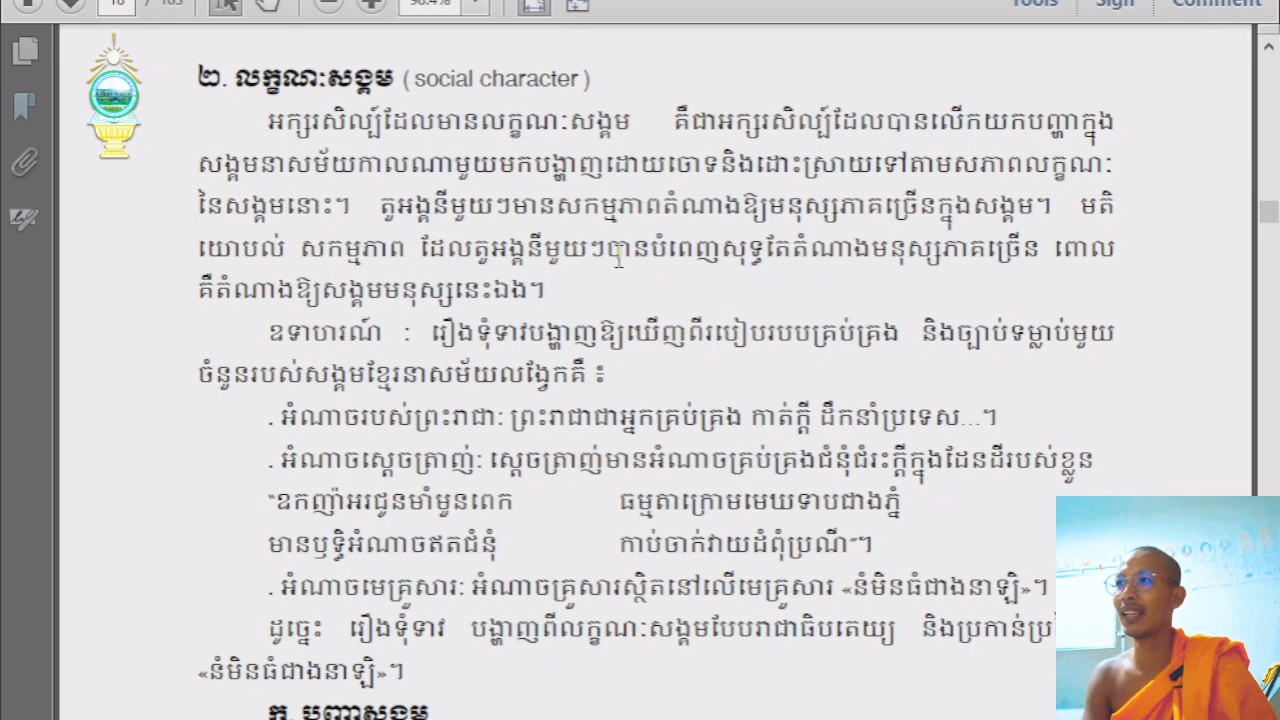 18 / 103 98.4% Tools Sign Comment
២. លក្ខណៈសង្គម ( social character )
អក្សរសិល្ប៍ដែលមានលក្ខណៈសង្គម គឺជាអក្សរសិល្ប៍ដែលបានលើកយកបញ្ហាក្នុង
សង្គមនាសម័យកាលណាមួយមកបង្ហាញដោយចោទនិងដោះស្រាយទៅតាមសភាពលក្ខណៈ
នៃសង្គមនោះ។ តួអង្គនីមួយៗមានសកម្មភាពតំណាងឱ្យមនុស្សភាគច្រើនក្នុងសង្គម។ មតិ
យោបល់ សកម្មភាព ដែលតួអង្គនីមួយៗបានបំពេញសុទ្ធតែតំណាងមនុស្សភាគច្រើន ពោល
គឺតំណាងឱ្យសង្គមមនុស្សនេះឯង។
ឧទាហរណ៍ : រឿងទុំទាវបង្ហាញឱ្យឃើញពីរបៀបរបបគ្រប់គ្រង និងច្បាប់ទម្លាប់មួយ
ចំនួនរបស់សង្គមខ្មែរនាសម័យលង្វែកគឺ ៖
. អំណាចរបស់ព្រះរាជា: ព្រះរាជាជាអ្នកគ្រប់គ្រង កាត់ក្តី ដឹកនាំប្រទេស...។
. អំណាចស្តេចត្រាញ់: ស្តេចត្រាញ់មានអំណាចគ្រប់គ្រងជំនុំជំរះក្តីក្នុងដែនដីរបស់ខ្លួន
“ឧកញ៉ាអរជូនមាំមួនពេក ធម្មតាក្រោមមេឃទាបជាងភ្នំ
មានឫទ្ធិអំណាចឥតជំនុំ កាប់ចាក់វាយដំពុំប្រណី”។
. អំណាចមេគ្រួសារ: អំណាចគ្រួសារស្ថិតនៅលើមេគ្រួសារ «នំមិនធំជាងនាឡិ»។
ដូច្នេះ រឿងទុំទាវ បង្ហាញពីលក្ខណៈសង្គមបែបរាជាធិបតេយ្យ និងប្រកាន់
«នំមិនធំជាងនាឡិ»។
ក. បញ្ហាសង្គម